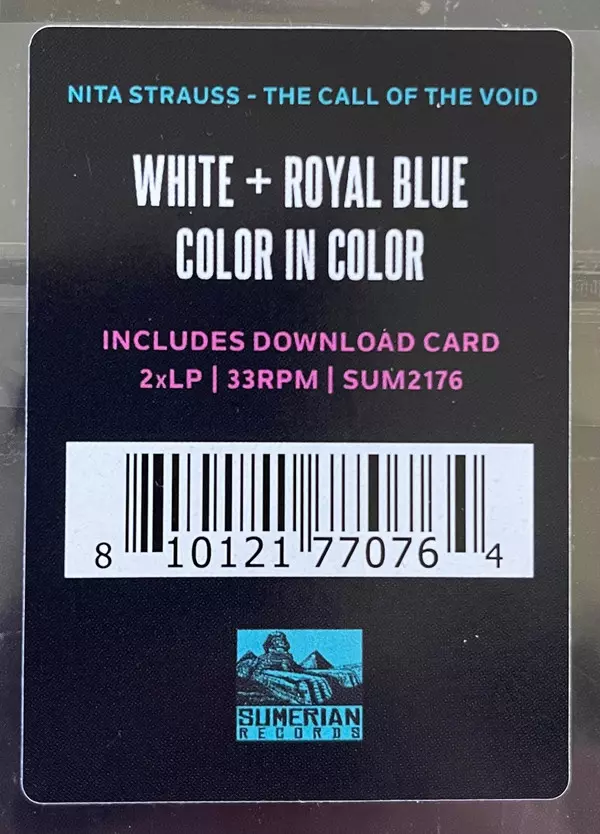 NITA STRAUSS - THE CALL OF THE VOID
WHITE + ROYAL BLUE
COLOR IN COLOR
INCLUDES DOWNLOAD CARD
2xLP | 33RPM | SUM2176
8 10121 77076 4
SUMERIAN
RECORDS